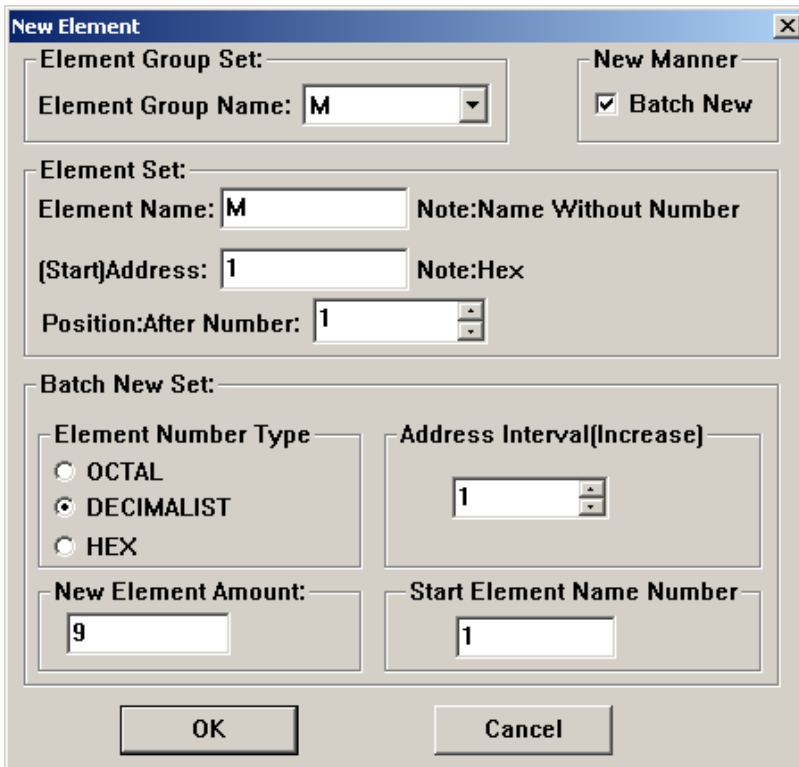 New Element
Element Group Set:
New Manner
Element Group Name: M
Batch New
Element Set:
Element Name: M Note:Name Without Number
(Start)Address: 1 Note:Hex
Position:After Number: 1
Batch New Set:
Element Number Type
Address Interval(Increase)
OCTAL
DECIMALIST
HEX
1
New Element Amount:
Start Element Name Number
9
1
OK
Cancel